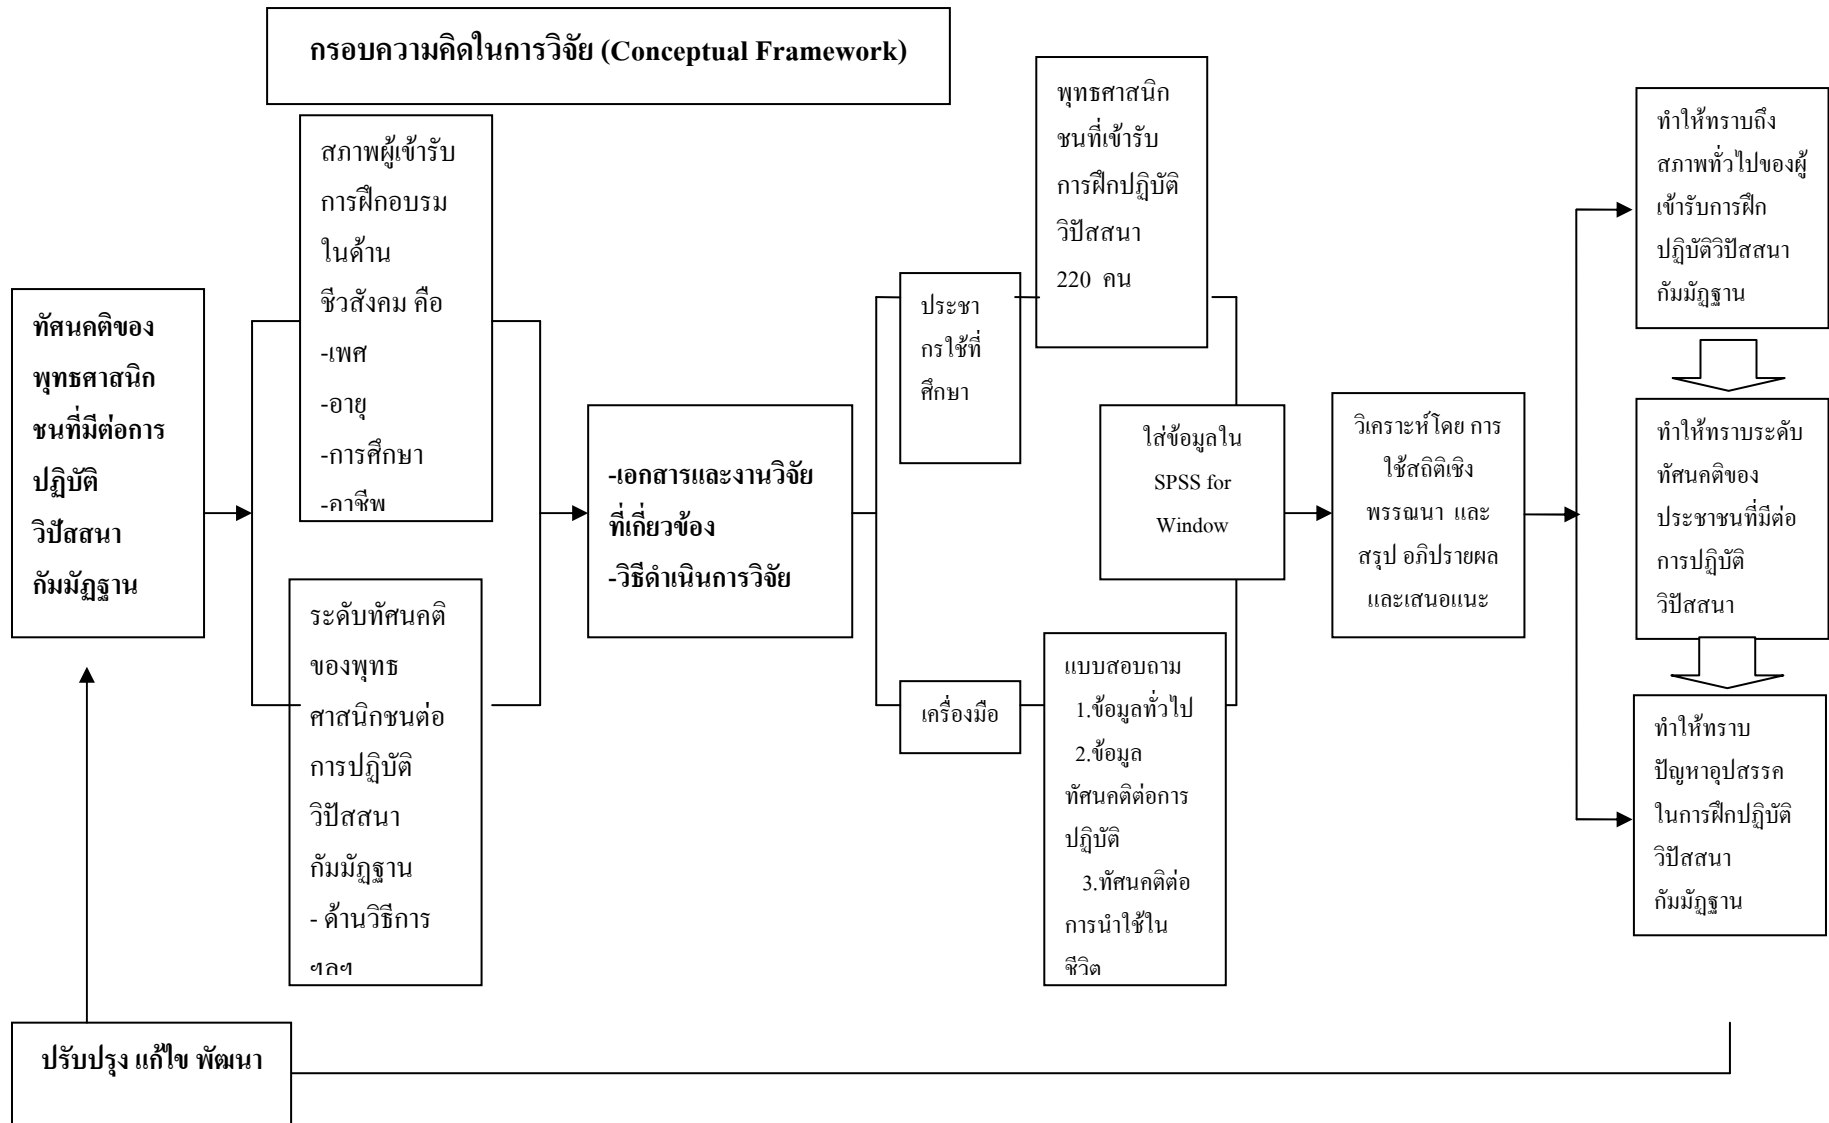 กรอบความคิดในการวิจัย (Conceptual Framework)
ทัศนคติของ
พุทธศาสนิก
ชนที่มีต่อการ
ปฏิบัติ
วิปัสสนา
กัมมัฏฐาน
สภาพผู้เข้ารับ
การฝึกอบรม
ในด้าน
ชีวสังคม คือ
-เพศ
-อายุ
-การศึกษา
-อาชีพ
ระดับทัศนคติ
ของพุทธ
ศาสนิกชนต่อ
การปฏิบัติ
วิปัสสนา
กัมมัฏฐาน
- ด้านวิธีการ
ฯลฯ
-เอกสารและงานวิจัย
ที่เกี่ยวข้อง
-วิธีดำเนินการวิจัย
ประชา
กรใช้ที่
ศึกษา
พุทธศาสนิก
ชนที่เข้ารับ
การฝึกปฏิบัติ
วิปัสสนา
220 คน
เครื่องมือ
แบบสอบถาม
1.ข้อมูลทั่วไป
2.ข้อมูล
ทัศนคติต่อการ
ปฏิบัติ
3.ทัศนคติต่อ
การนำใช้ใน
ชีวิต
ใส่ข้อมูลใน
SPSS for
Window
วิเคราะห์โดย การ
ใช้สถิติเชิง
พรรณนา และ
สรุป อภิปรายผล
และเสนอแนะ
ทำให้ทราบถึง
สภาพทั่วไปของผู้
เข้ารับการฝึก
ปฏิบัติวิปัสสนา
กัมมัฏฐาน
ทำให้ทราบระดับ
ทัศนคติของ
ประชาชนที่มีต่อ
การปฏิบัติ
วิปัสสนา
ทำให้ทราบ
ปัญหาอุปสรรค
ในการฝึกปฏิบัติ
วิปัสสนา
กัมมัฏฐาน
ปรับปรุง แก้ไข พัฒนา